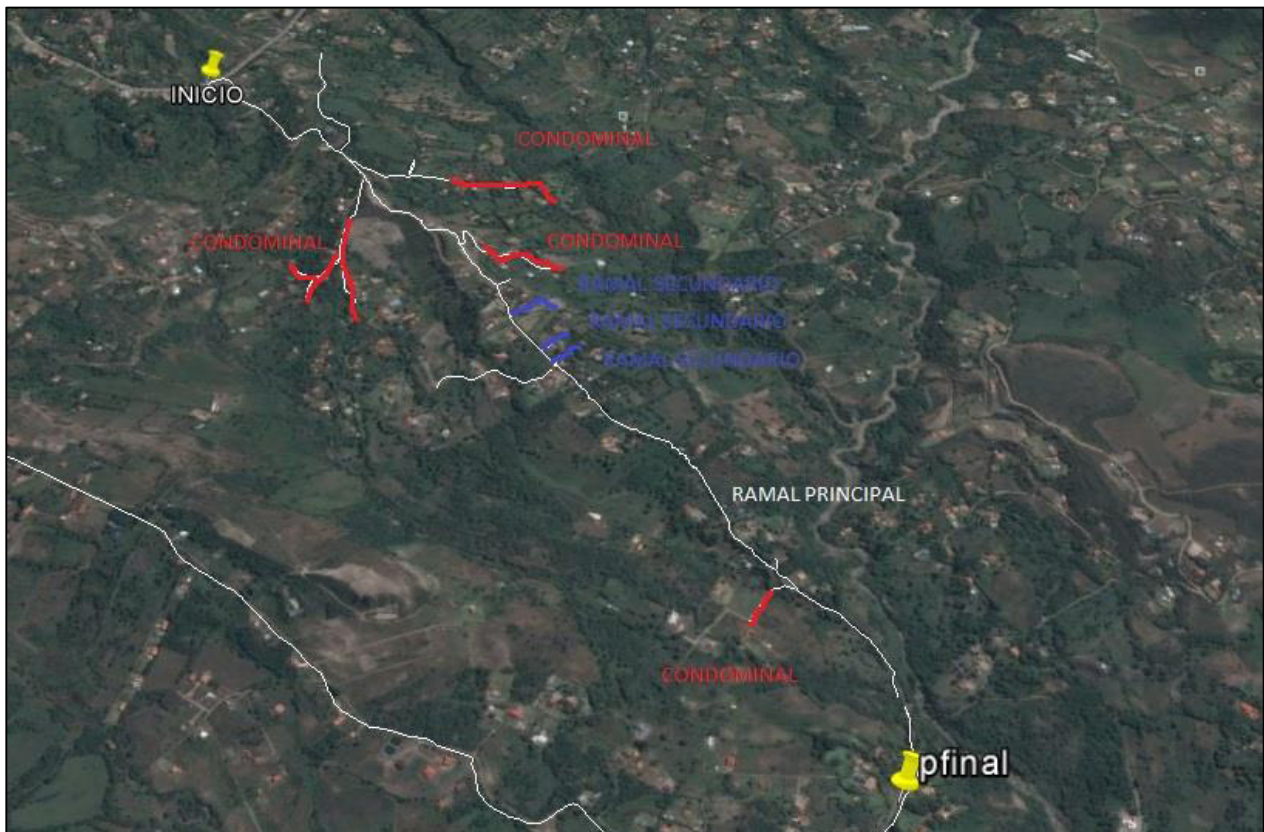 INICIO
CONDOMINAL
CONDOMINAL
CONDOMINAL
RAMAL SECUNDARIO
RAMAL SECUNDARIO
RAMAL SECUNDARIO
RAMAL PRINCIPAL
CONDOMINAL
pfinal